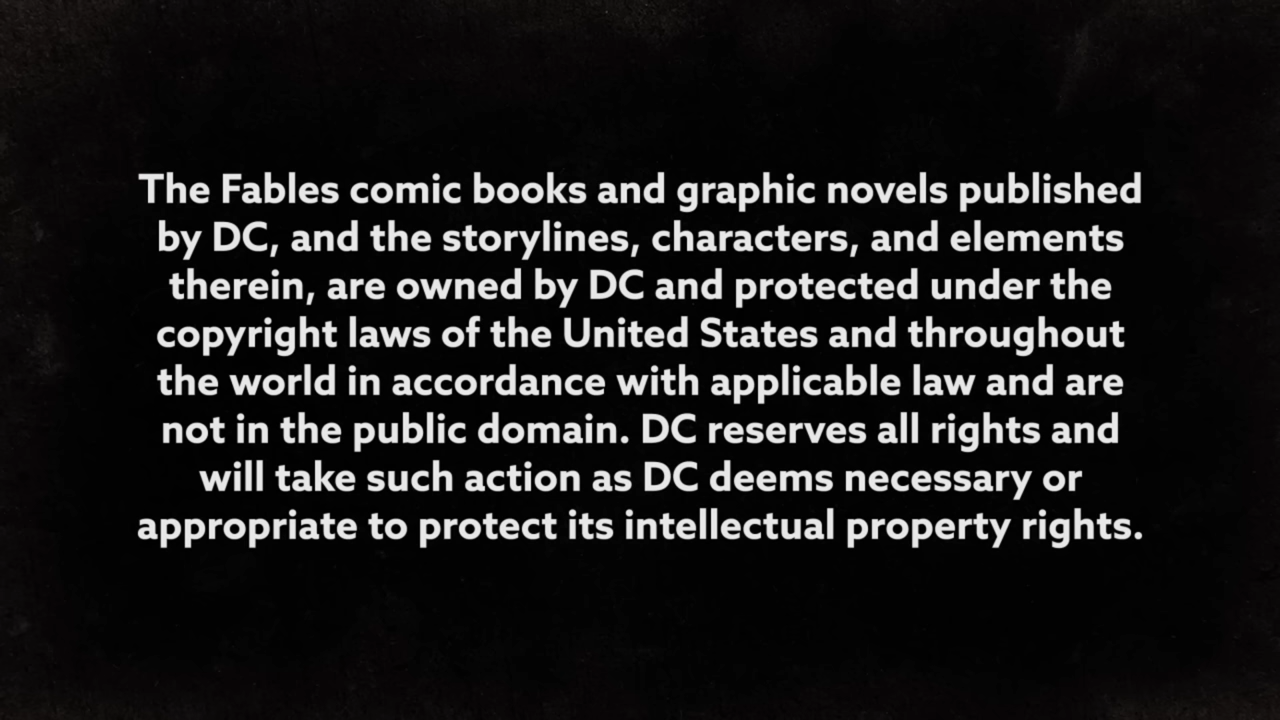 The Fables comic books and graphic novels published
by DC, and the storylines, characters, and elements
therein, are owned by DC and protected under the
copyright laws of the United States and throughout
the world in accordance with applicable law and are
not in the public domain. DC reserves all rights and
will take such action as DC deems necessary or
appropriate to protect its intellectual property rights.